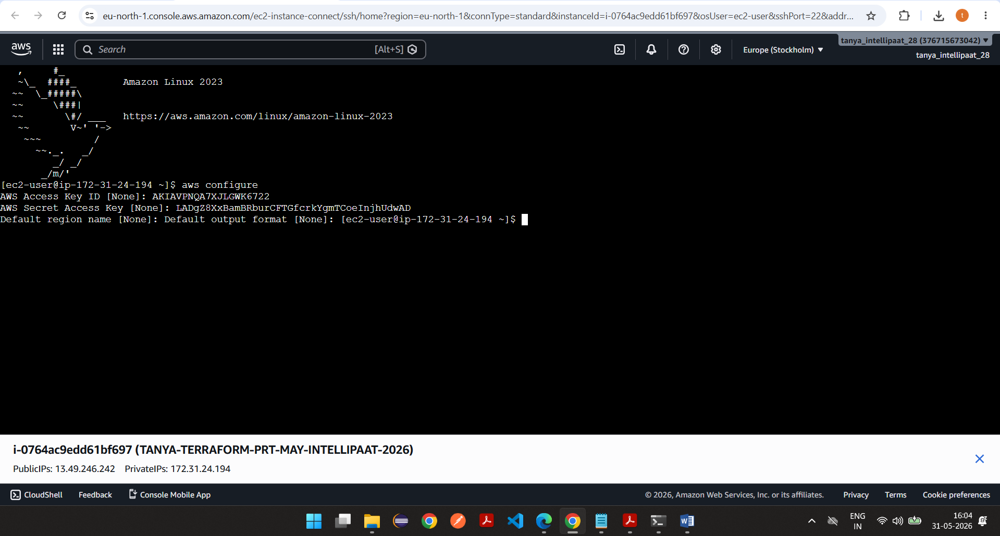 eu-north-1.console.aws.amazon.com/ec2-instance-connect/ssh/home?region=eu-north-1&connType=standard&instanceId=i-0764ac9edd61bf697&osUser=ec2-user&sshPort=22&addr...
t
aws
Search
[Alt+S]
Europe (Stockholm) ▼
tanya_intellipaat_28 (376715673042) ▼
tanya_intellipaat_28
   ,     #_
   ~\_  ####_        Amazon Linux 2023
  ~~  \_#####\
  ~~     \###|
  ~~       \#/ ___   https://aws.amazon.com/linux/amazon-linux-2023
   ~~       V~' '->
    ~~~         /
      ~~._.   _/
         _/ _/
       _/m/'
[ec2-user@ip-172-31-24-194 ~]$ aws configure
AWS Access Key ID [None]: AKIAVPNQA7XJLGWK6722
AWS Secret Access Key [None]: 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
Default region name [None]: Default output format [None]: [ec2-user@ip-172-31-24-194 ~]$
i-0764ac9edd61bf697 (TANYA-TERRAFORM-PRT-MAY-INTELLIPAAT-2026)
PublicIPs: 13.49.246.242 PrivateIPs: 172.31.24.194
CloudShell Feedback Console Mobile App © 2026, Amazon Web Services, Inc. or its affiliates. Privacy Terms Cookie preferences
ENG
IN
16:04
31-05-2026